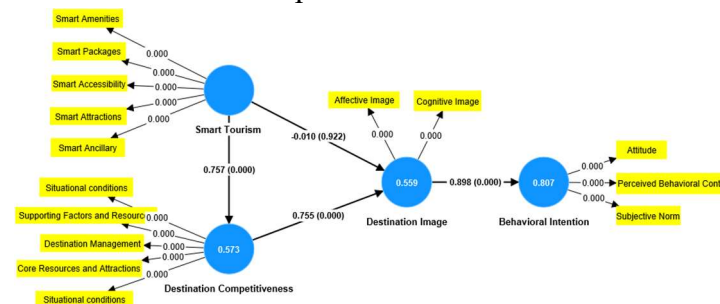 Smart Amenities
0.000
Smart Packages
0.000
Smart Accessibility
0.000
Smart Attractions
0.000
Smart Ancillary
0.000
Smart Tourism
-0.010 (0.922)
0.757 (0.000)
Affective Image
Cognitive Image
0.000
0.000
0.559
Destination Image
0.898 (0.000)
0.807
Behavioral Intention
0.000
Attitude
0.000
Perceived Behavioral Cont
0.000
Subjective Norm
Situational conditions
0.000
Supporting Factors and Resourc
0.000
Destination Management
0.000
Core Resources and Attractions
0.000
Situational conditions
0.000
0.573
Destination Competitiveness
0.755 (0.000)